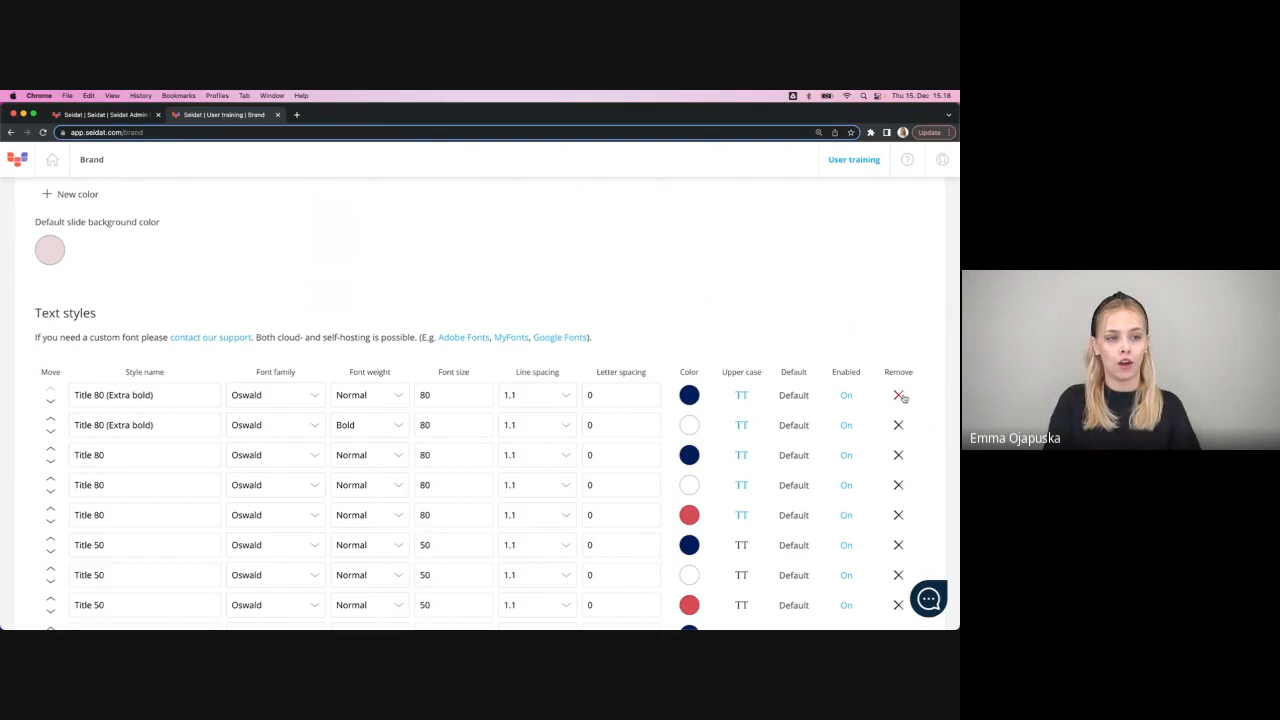 Chrome File Edit View History Bookmarks Profiles Tab Window Help Thu 15. Dec 15.18
Seidat | Seidat | Seidat Admin Seidat | User training | Brand
app.seidat.com/brand Update
Brand User training
New color
Default slide background color
Text styles
If you need a custom font please contact our support. Both cloud- and self-hosting is possible. (E.g. Adobe Fonts, MyFonts, Google Fonts).
Move Style name Font family Font weight Font size Line spacing Letter spacing Color Upper case Default Enabled Remove
Title 80 (Extra bold) Oswald Normal 80 1.1 0 TT Default On
Title 80 (Extra bold) Oswald Bold 80 1.1 0 TT Default On
Title 80 Oswald Normal 80 1.1 0 TT Default On
Title 80 Oswald Normal 80 1.1 0 TT Default On
Title 80 Oswald Normal 80 1.1 0 TT Default On
Title 50 Oswald Normal 50 1.1 0 TT Default On
Title 50 Oswald Normal 50 1.1 0 TT Default On
Title 50 Oswald Normal 50 1.1 0 TT Default On
Emma Ojapuska